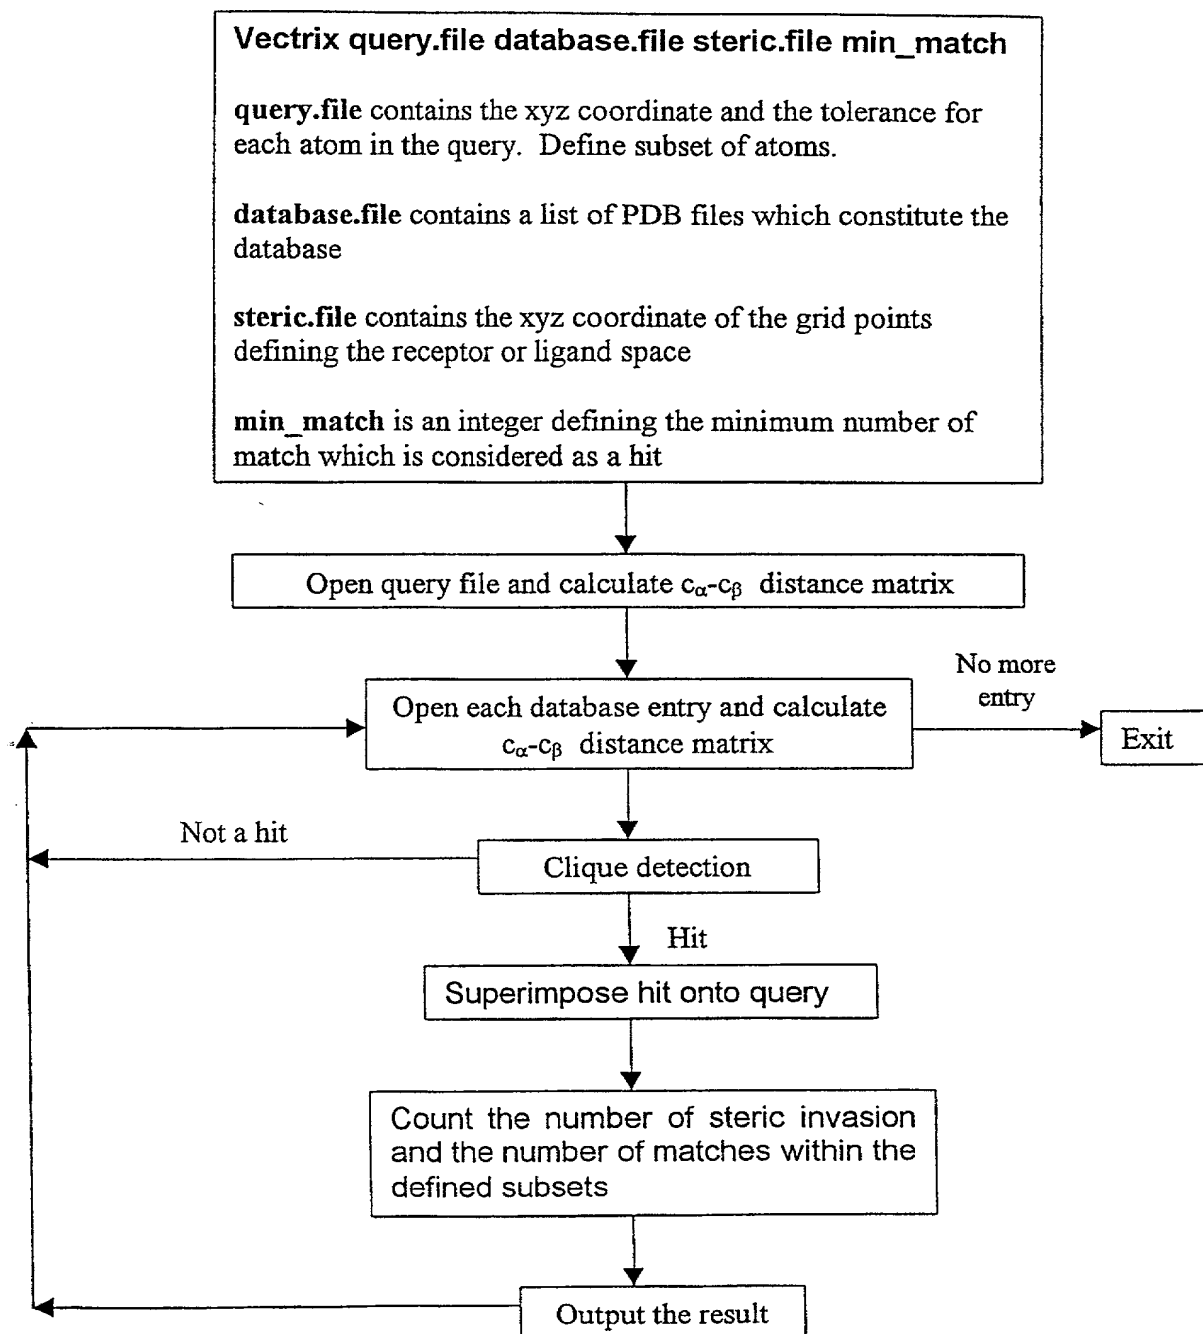 Vectrix query.file database.file steric.file min_match
query.file contains the xyz coordinate and the tolerance for
each atom in the query.  Define subset of atoms.
database.file contains a list of PDB files which constitute the
database
steric.file contains the xyz coordinate of the grid points
defining the receptor or ligand space
min_match is an integer defining the minimum number of
match which is considered as a hit
Open query file and calculate cα-cβ distance matrix
No more
entry
Open each database entry and calculate
cα-cβ distance matrix
Exit
Not a hit
Clique detection
Hit
Superimpose hit onto query
Count the number of steric invasion
and the number of matches within the
defined subsets
Output the result